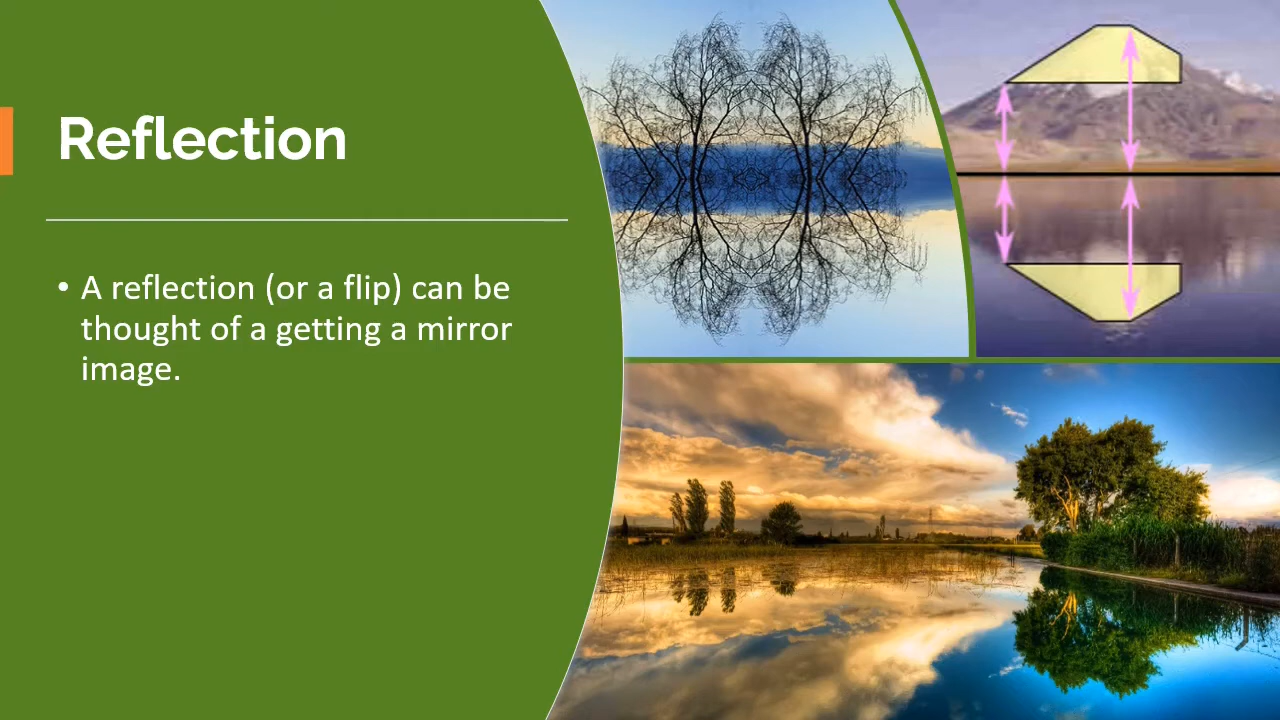 Reflection
• A reflection (or a flip) can be
thought of a getting a mirror
image.